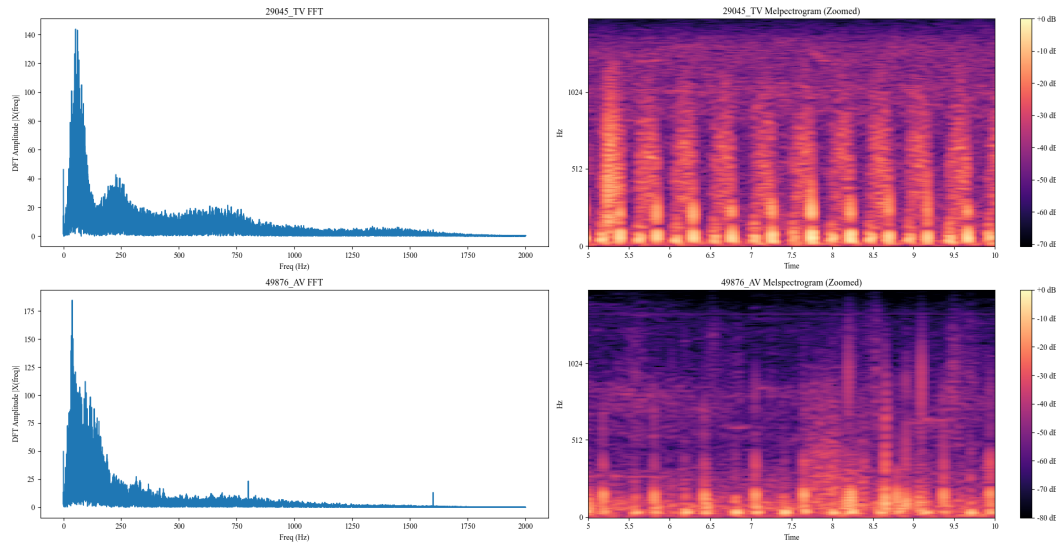 29045_TV FFT
DFT Amplitude |X(freq)|
140
120
100
80
60
40
20
0
0 250 500 750 1000 1250 1500 1750 2000
Freq (Hz)
29045_TV Melspectrogram (Zoomed)
Hz
1024
512
0
5 5.5 6 6.5 7 7.5 8 8.5 9 9.5 10
Time
+0 dB
-10 dB
-20 dB
-30 dB
-40 dB
-50 dB
-60 dB
-70 dB
49876_AV FFT
DFT Amplitude |X(freq)|
175
150
125
100
75
50
25
0
0 250 500 750 1000 1250 1500 1750 2000
Freq (Hz)
49876_AV Melspectrogram (Zoomed)
Hz
1024
512
0
5 5.5 6 6.5 7 7.5 8 8.5 9 9.5 10
Time
+0 dB
-10 dB
-20 dB
-30 dB
-40 dB
-50 dB
-60 dB
-70 dB
-80 dB